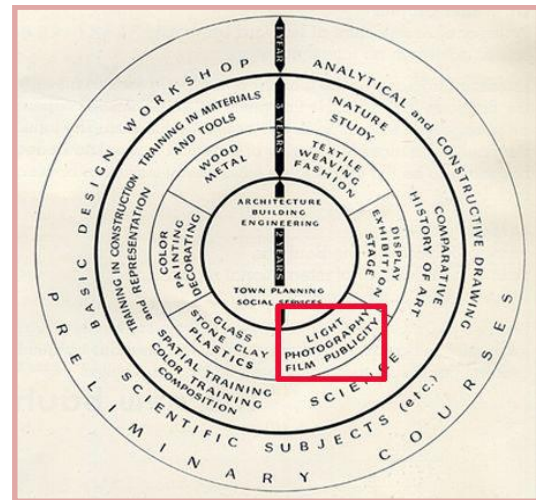 1 YEAR
PRELIMINARY COURSES
BASIC DESIGN WORKSHOP
ANALYTICAL and CONSTRUCTIVE DRAWING
SCIENTIFIC SUBJECTS (etc.)
3 YEARS
TRAINING IN MATERIALS
AND TOOLS
NATURE
STUDY
COMPARATIVE
HISTORY OF ART
SCIENCE
SPATIAL TRAINING
COLOR TRAINING
COMPOSITION
TRAINING IN CONSTRUCTION
and REPRESENTATION
WOOD
METAL
TEXTILE
WEAVING
FASHION
DISPLAY
EXHIBITION
STAGE
LIGHT
PHOTOGRAPHY
FILM PUBLICITY
GLASS
STONE CLAY
PLASTICS
COLOR
PAINTING
DECORATING
ARCHITECTURE
BUILDING
ENGINEERING
2 YEARS
TOWN PLANNING
SOCIAL SERVICES